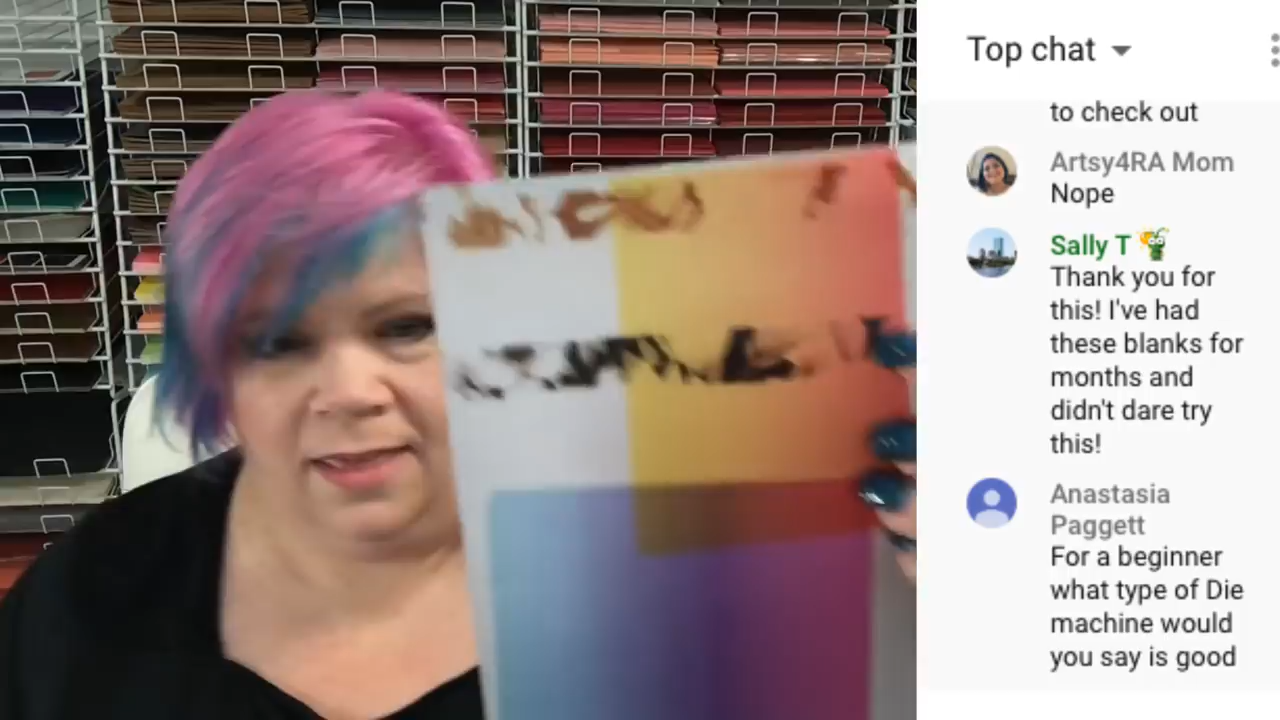 Top chat
to check out
Artsy4RA Mom
Nope
Sally T
Thank you for
this! I've had
these blanks for
months and
didn't dare try
this!
Anastasia
Paggett
For a beginner
what type of Die
machine would
you say is good